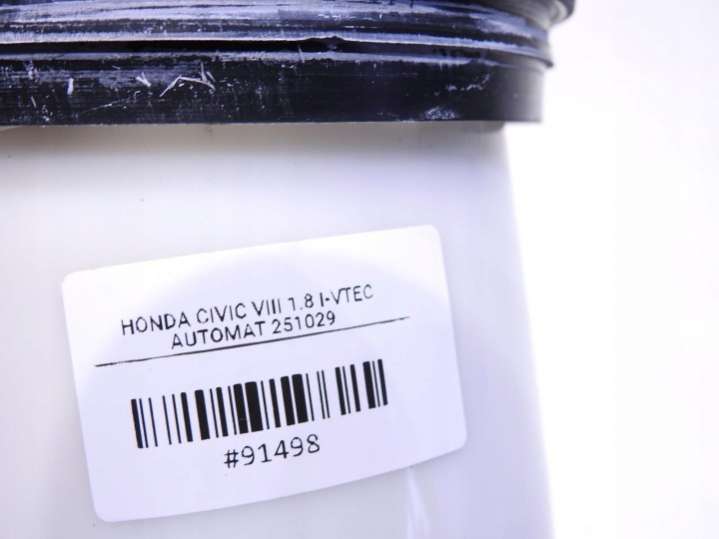 HONDA CIVIC VIII 1.8 I-VTEC
AUTOMAT 251029
#91498